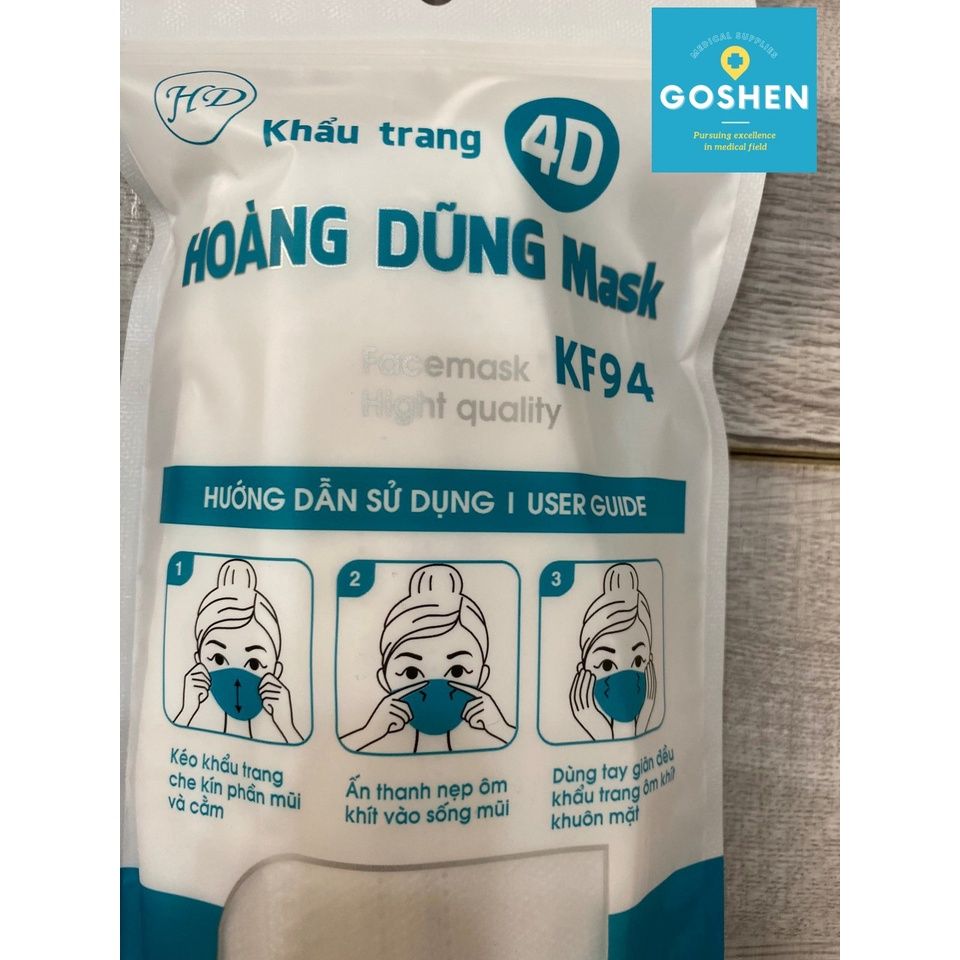 MEDICAL SUPPLIES
GOSHEN
Pursuing excellence
in medical field
HD
Khẩu trang 4D
HOÀNG DŨNG Mask
Facemask KF94
Hight quality
HƯỚNG DẪN SỬ DỤNG | USER GUIDE
1
Kéo khẩu trang
che kín phần mũi
và cằm
2
Ấn thanh nẹp ôm
khít vào sống mũi
3
Dùng tay giãn đều
khẩu trang ôm khít
khuôn mặt